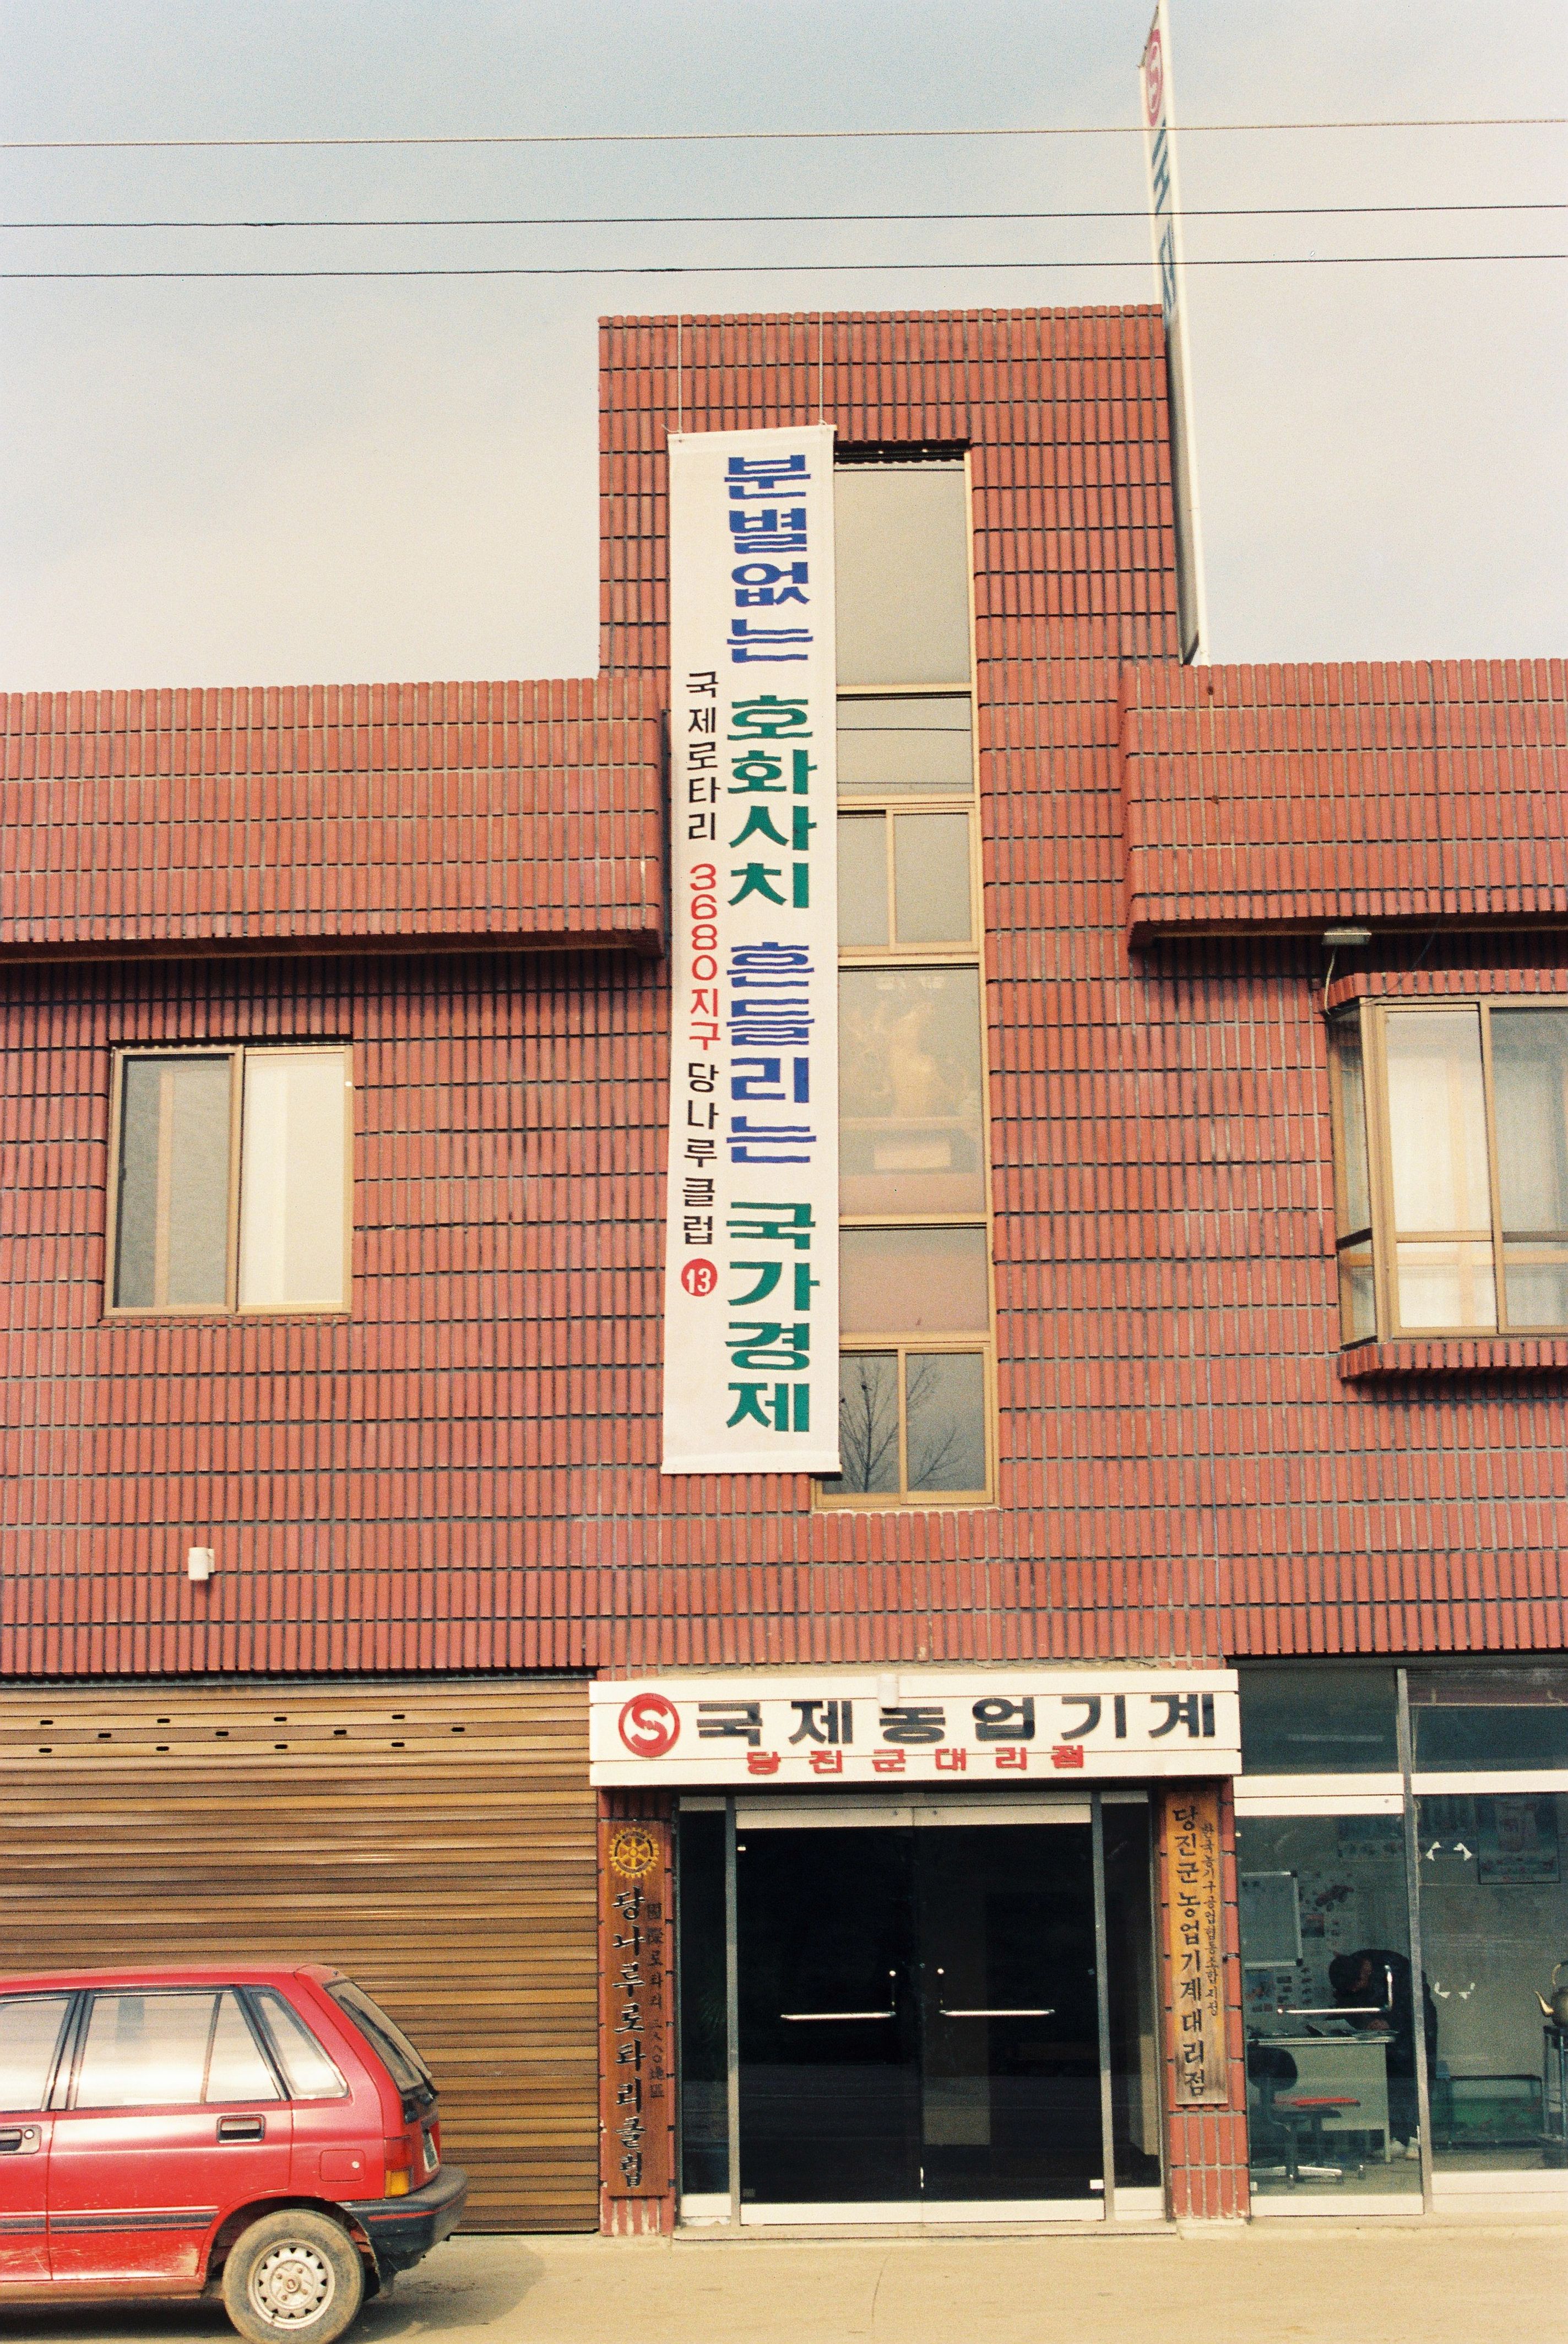 분별없는 호화사치 흔들리는 국가경제
국제로타리 3680지구 당나루클럽 13
S 국제농업기계
당진군대리점
당나루로타리클럽
당진군농업기계대리점